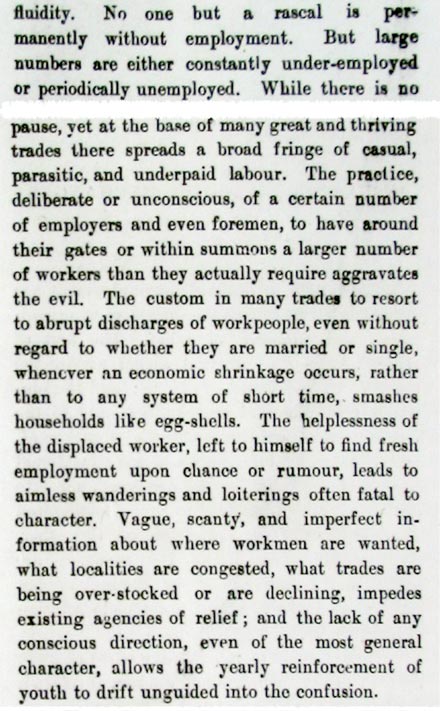 fluidity. No one but a rascal is per-
manently without employment. But large
numbers are either constantly under-employed
or periodically unemployed. While there is no
pause, yet at the base of many great and thriving
trades there spreads a broad fringe of casual,
parasitic, and underpaid labour. The practice,
deliberate or unconscious, of a certain number
of employers and even foremen, to have around
their gates or within summons a larger number
of workers than they actually require aggravates
the evil. The custom in many trades to resort
to abrupt discharges of workpeople, even without
regard to whether they are married or single,
whenever an economic shrinkage occurs, rather
than to any system of short time, smashes
households like egg-shells. The helplessness of
the displaced worker, left to himself to find fresh
employment upon chance or rumour, leads to
aimless wanderings and loiterings often fatal to
character. Vague, scanty, and imperfect in-
formation about where workmen are wanted,
what localities are congested, what trades are
being over-stocked or are declining, impedes
existing agencies of relief; and the lack of any
conscious direction, even of the most general
character, allows the yearly reinforcement of
youth to drift unguided into the confusion.